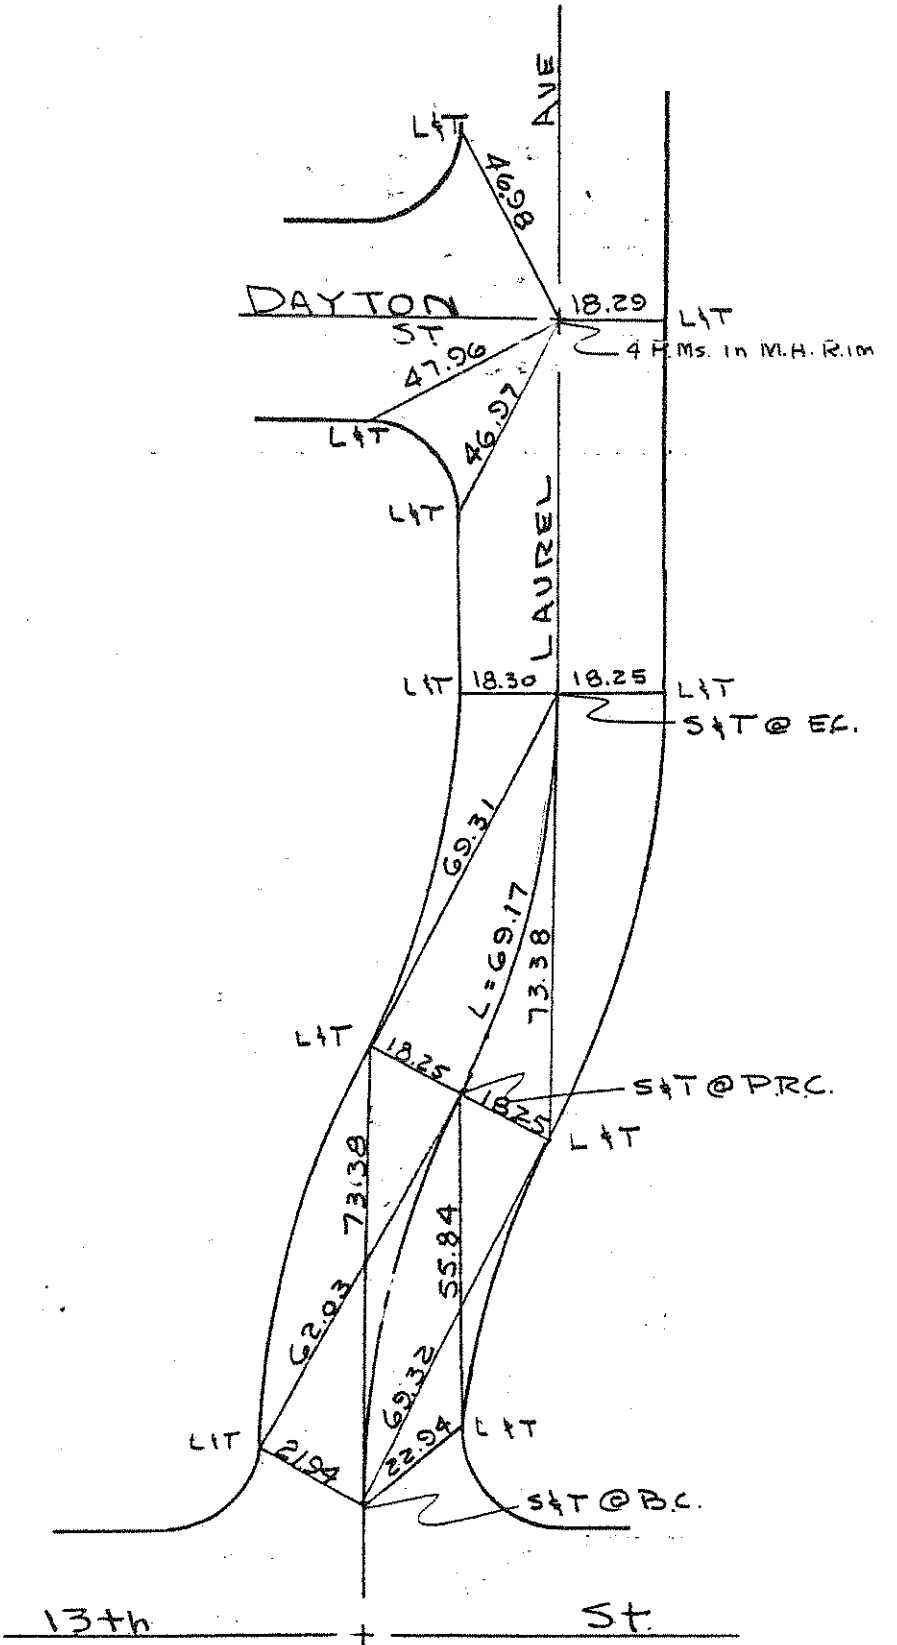 AVE
L&T
46.98
DAYTON
ST
18.29
L&T
4 P.Ms. in M.H. Rim
47.96
L&T
46.97
L&T
LAUREL
L&T
18.30
18.25
L&T
S&T @ E.C.
69.31
L=69.17
73.38
L&T
18.25
S&T @ P.R.C.
18.25
L&T
73.38
55.84
62.03
69.32
L&T
21.94
22.94
L&T
S&T @ B.C.
13th St.